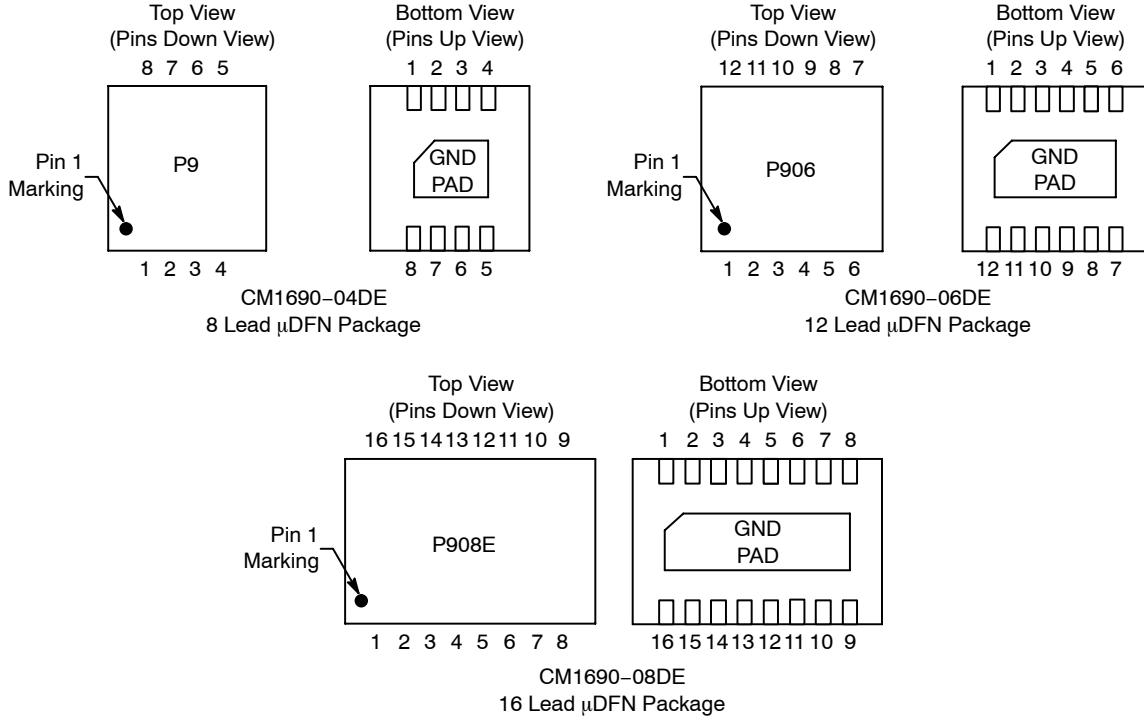 Top View
(Pins Down View)
8 7 6 5
Pin 1
Marking
P9
1 2 3 4
Bottom View
(Pins Up View)
1 2 3 4
GND
PAD
8 7 6 5
CM1690−04DE
8 Lead μDFN Package
Top View
(Pins Down View)
12 11 10 9 8 7
Pin 1
Marking
P906
1 2 3 4 5 6
Bottom View
(Pins Up View)
1 2 3 4 5 6
GND
PAD
12 11 10 9 8 7
CM1690−06DE
12 Lead μDFN Package
Top View
(Pins Down View)
16 15 14 13 12 11 10 9
Pin 1
Marking
P908E
1 2 3 4 5 6 7 8
Bottom View
(Pins Up View)
1 2 3 4 5 6 7 8
GND
PAD
16 15 14 13 12 11 10 9
CM1690−08DE
16 Lead μDFN Package